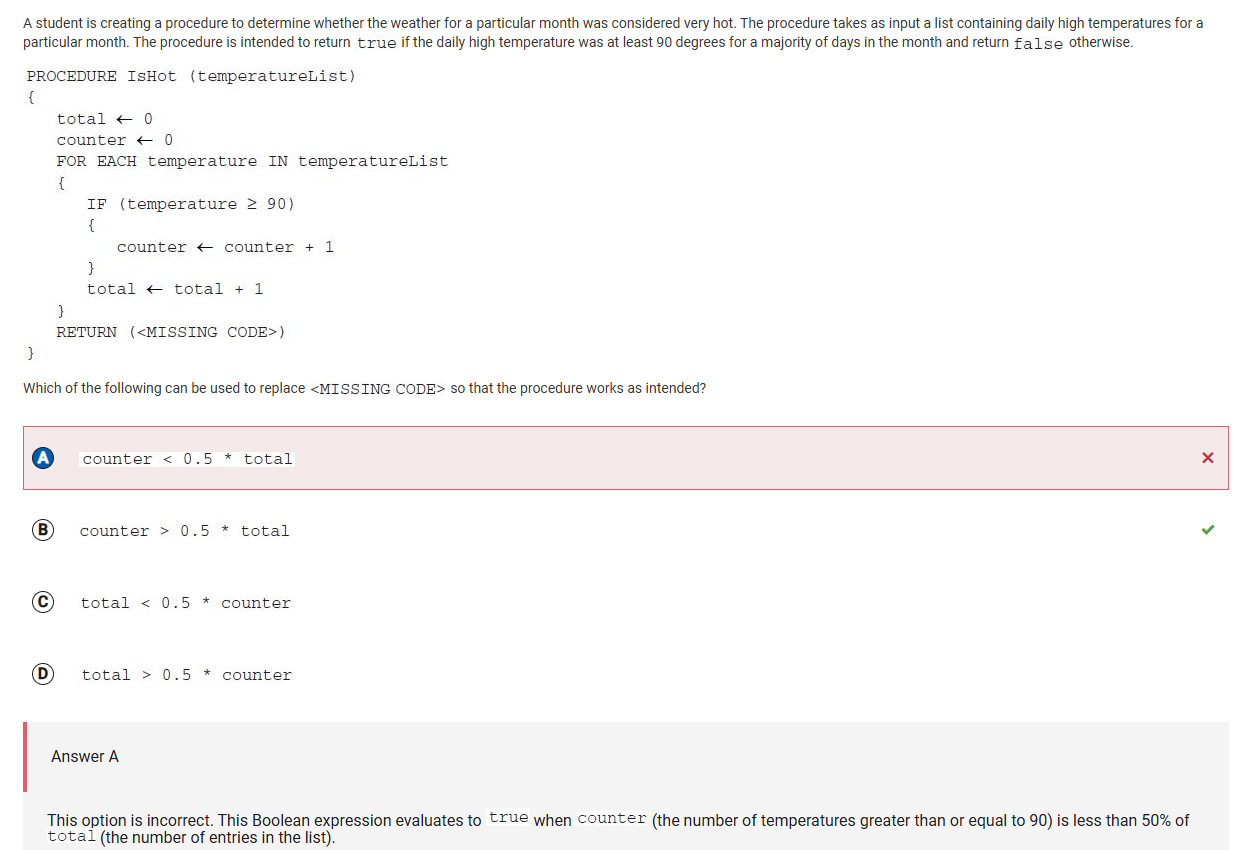 A student is creating a procedure to determine whether the weather for a particular month was considered very hot. The procedure takes as input a list containing daily high temperatures for a
particular month. The procedure is intended to return true if the daily high temperature was at least 90 degrees for a majority of days in the month and return false otherwise.
PROCEDURE IsHot (temperatureList)
{
total ← 0
counter ← 0
FOR EACH temperature IN temperatureList
{
IF (temperature ≥ 90)
{
counter ← counter + 1
}
total ← total + 1
}
RETURN (<MISSING CODE>)
}
Which of the following can be used to replace <MISSING CODE> so that the procedure works as intended?
A counter < 0.5 * total
B counter > 0.5 * total
C total < 0.5 * counter
D total > 0.5 * counter
Answer A
This option is incorrect. This Boolean expression evaluates to true when counter (the number of temperatures greater than or equal to 90) is less than 50% of
total (the number of entries in the list).